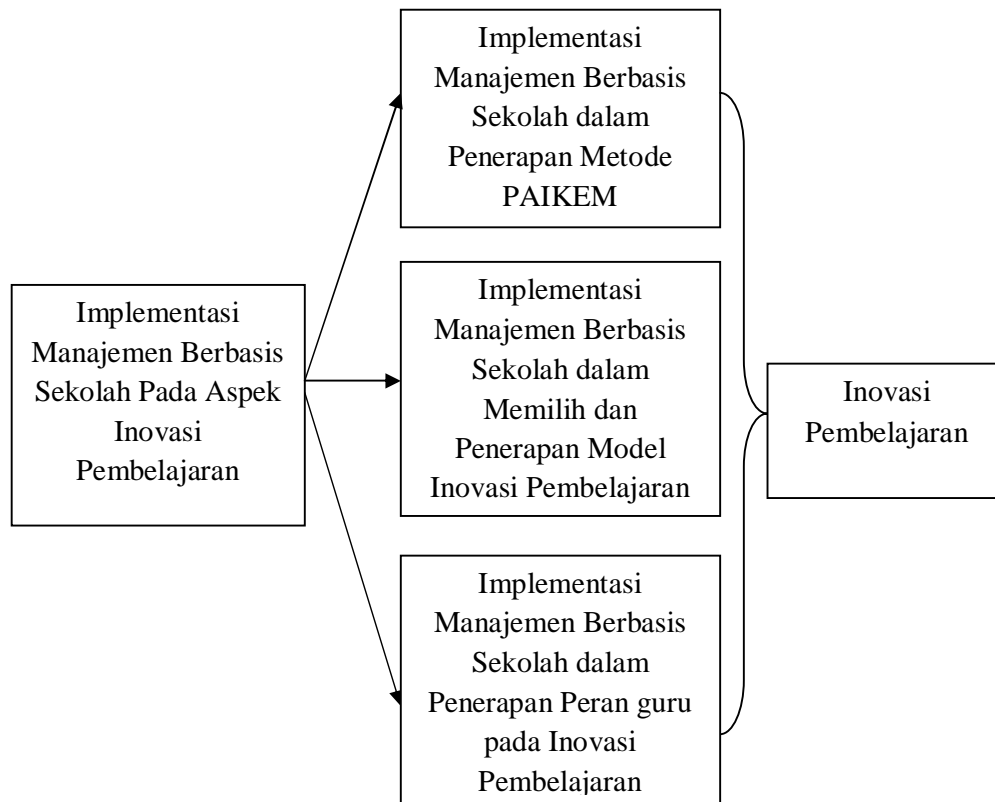 Implementasi
Manajemen Berbasis
Sekolah Pada Aspek
Inovasi
Pembelajaran
Implementasi
Manajemen Berbasis
Sekolah dalam
Penerapan Metode
PAIKEM
Implementasi
Manajemen Berbasis
Sekolah dalam
Memilih dan
Penerapan Model
Inovasi Pembelajaran
Implementasi
Manajemen Berbasis
Sekolah dalam
Penerapan Peran guru
pada Inovasi
Pembelajaran
Inovasi
Pembelajaran